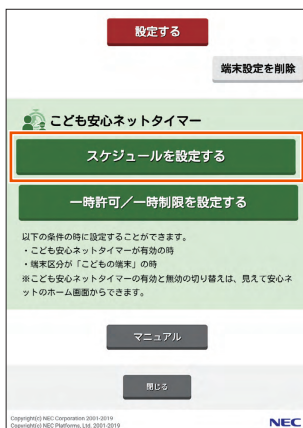 設定する
端末設定を削除
こども安心ネットタイマー
スケジュールを設定する
一時許可／一時制限を設定する
以下の条件の時に設定することができます。
・こども安心ネットタイマーが有効の時
・端末区分が「こどもの端末」の時
※こども安心ネットタイマーの有効と無効の切り替えは、見えて安心ネ
ットのホーム画面からできます。
マニュアル
閉じる
Copyright(c) NEC Corporation 2001-2019
Copyright(c) NEC Platforms, Ltd. 2001-2019
NEC